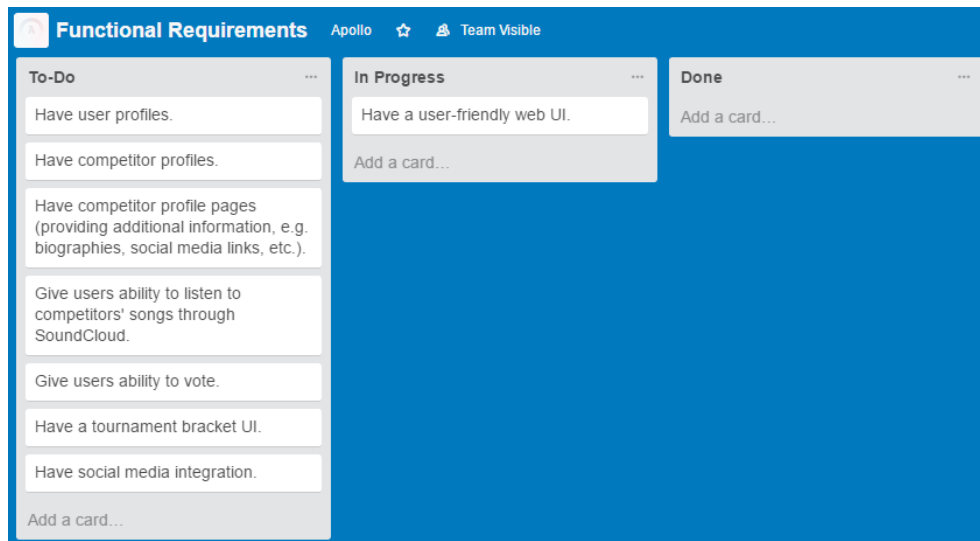 Functional Requirements Apollo Team Visible
To-Do
Have user profiles.
Have competitor profiles.
Have competitor profile pages
(providing additional information, e.g.
biographies, social media links, etc.).
Give users ability to listen to
competitors' songs through
SoundCloud.
Give users ability to vote.
Have a tournament bracket UI.
Have social media integration.
Add a card...
In Progress
Have a user-friendly web UI.
Add a card...
Done
Add a card...